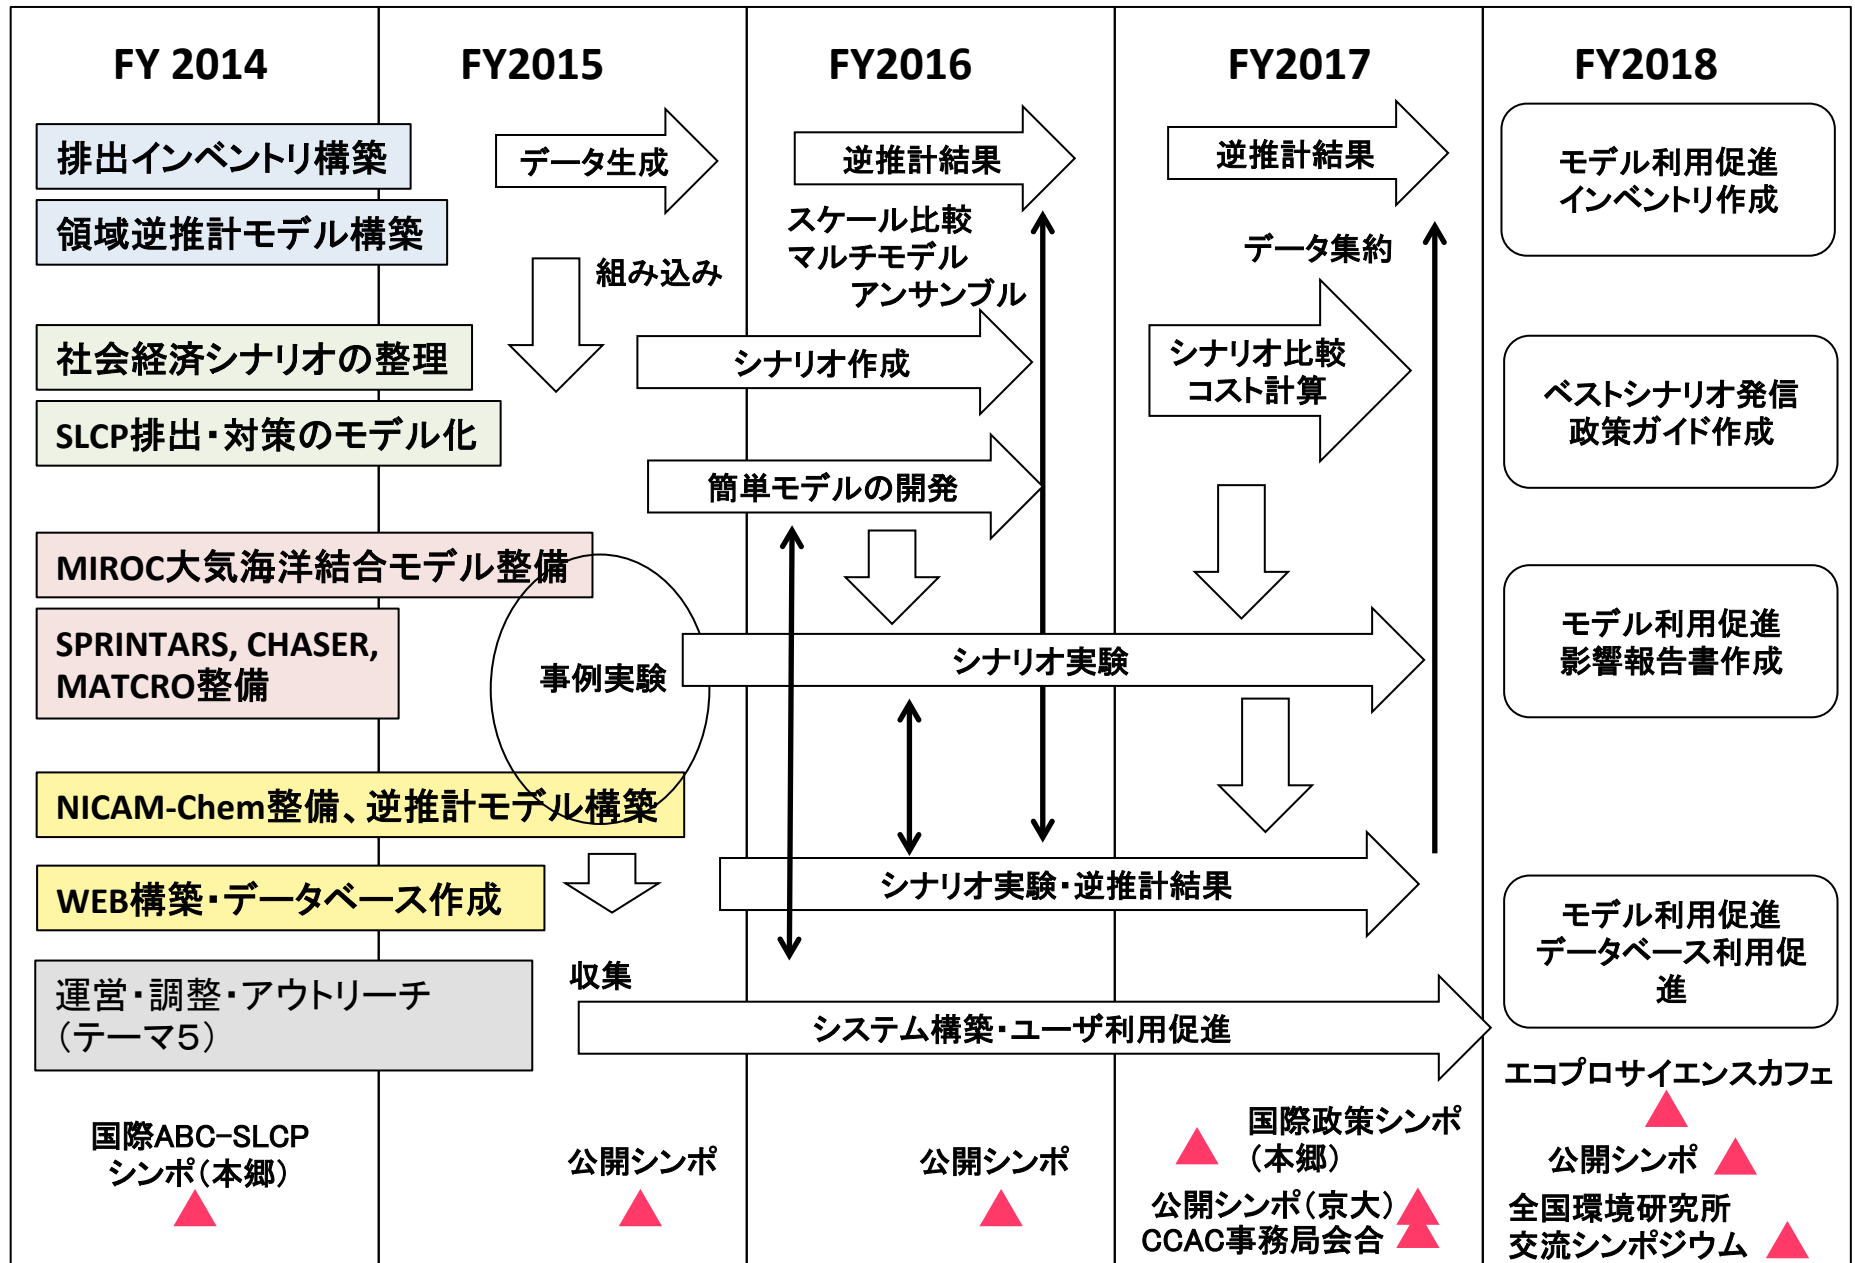 FY 2014
FY2015
FY2016
FY2017
FY2018
排出インベントリ構築
領域逆推計モデル構築
データ生成
逆推計結果
逆推計結果
モデル利用促進
インベントリ作成
組み込み
スケール比較
マルチモデル
アンサンブル
データ集約
社会経済シナリオの整理
SLCP排出・対策のモデル化
シナリオ作成
簡単モデルの開発
シナリオ比較
コスト計算
ベストシナリオ発信
政策ガイド作成
MIROC大気海洋結合モデル整備
SPRINTARS, CHASER,
MATCRO整備
事例実験
シナリオ実験
モデル利用促進
影響報告書作成
NICAM-Chem整備、逆推計モデル構築
WEB構築・データベース作成
シナリオ実験・逆推計結果
モデル利用促進
データベース利用促
進
運営・調整・アウトリーチ
（テーマ５）
収集
システム構築・ユーザ利用促進
国際ABC-SLCP
シンポ（本郷）
公開シンポ
公開シンポ
国際政策シンポ
（本郷）
公開シンポ（京大）
CCAC事務局会合
エコプロサイエンスカフェ
公開シンポ
全国環境研究所
交流シンポジウム